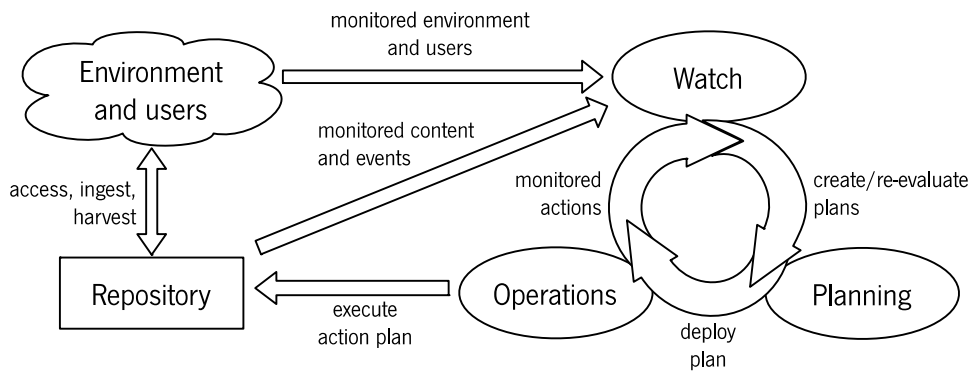 monitored environment
and users
Environment
and users
Watch
monitored content
and events
access, ingest,
harvest
monitored
actions
create/re-evaluate
plans
Repository
Operations
Planning
execute
action plan
deploy
plan